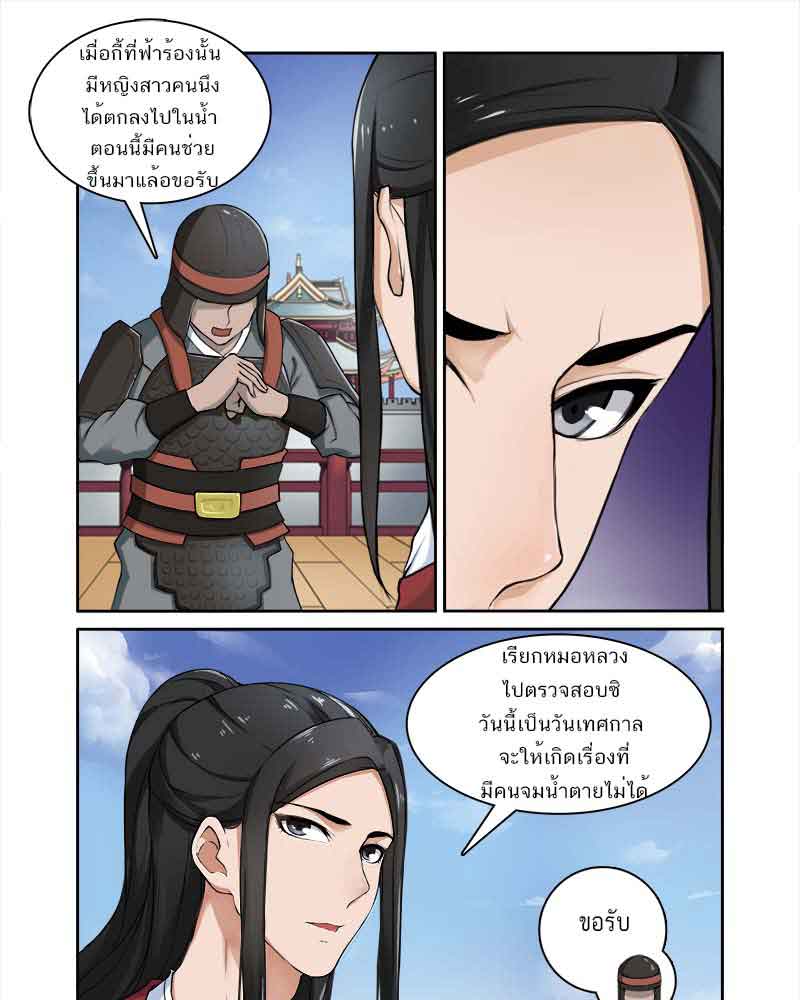 เมื่อกี้ที่ฟ้าร้องนั้น
มีหญิงสาวคนนึง
ได้ตกลงไปในน้ำ
ตอนนี้มีคนช่วย
ขึ้นมาแล้อขอรับ
เรียกหมอหลวง
ไปตรวจสอบซิ
วันนี้เป็นวันเทศกาล
จะให้เกิดเรื่องที่
มีคนจมน้ำตายไม่ได้
ขอรับ